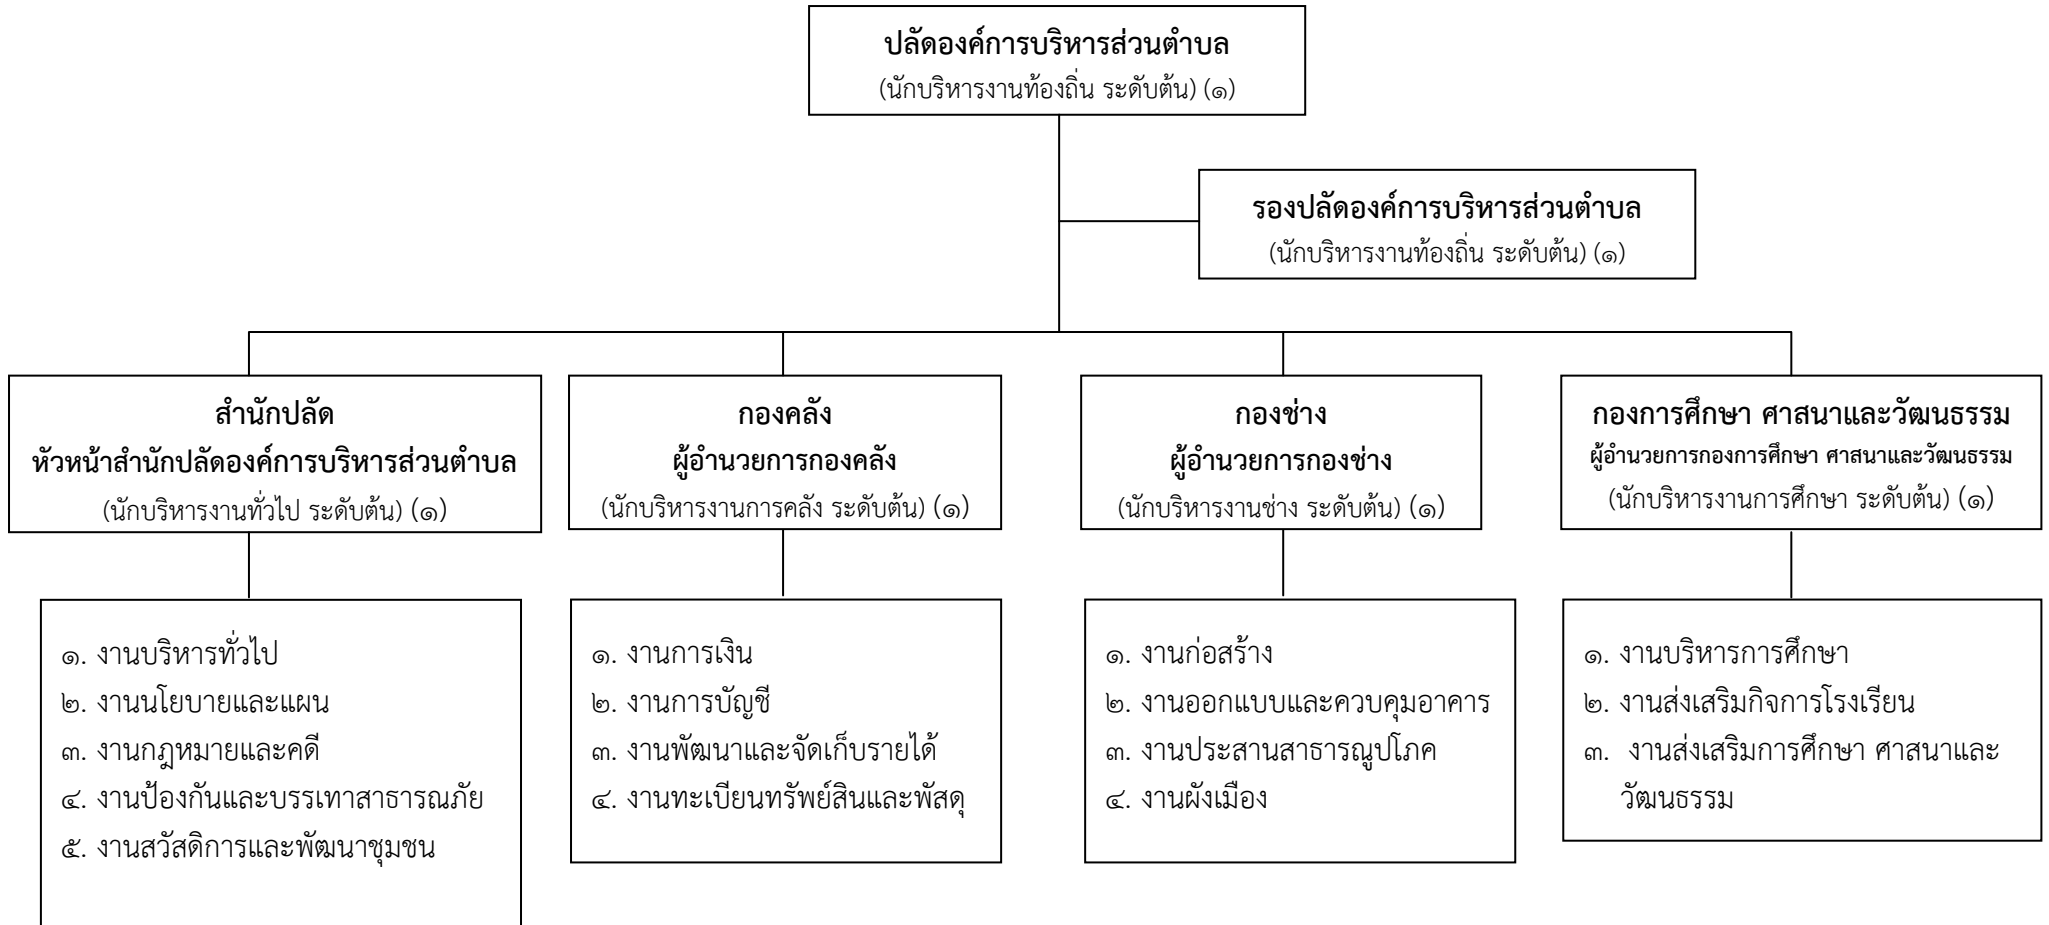 ปลัดองค์การบริหารส่วนตำบล
(นักบริหารงานท้องถิ่น ระดับต้น) (๑)
รองปลัดองค์การบริหารส่วนตำบล
(นักบริหารงานท้องถิ่น ระดับต้น) (๑)
สำนักปลัด
หัวหน้าสำนักปลัดองค์การบริหารส่วนตำบล
(นักบริหารงานทั่วไป ระดับต้น) (๑)
กองคลัง
ผู้อำนวยการกองคลัง
(นักบริหารงานการคลัง ระดับต้น) (๑)
กองช่าง
ผู้อำนวยการกองช่าง
(นักบริหารงานช่าง ระดับต้น) (๑)
กองการศึกษา ศาสนาและวัฒนธรรม
ผู้อำนวยการกองการศึกษา ศาสนาและวัฒนธรรม
(นักบริหารงานการศึกษา ระดับต้น) (๑)
๑. งานบริหารทั่วไป
๒. งานนโยบายและแผน
๓. งานกฎหมายและคดี
๔. งานป้องกันและบรรเทาสาธารณภัย
๕. งานสวัสดิการและพัฒนาชุมชน
๑. งานการเงิน
๒. งานการบัญชี
๓. งานพัฒนาและจัดเก็บรายได้
๔. งานทะเบียนทรัพย์สินและพัสดุ
๑. งานก่อสร้าง
๒. งานออกแบบและควบคุมอาคาร
๓. งานประสานสาธารณูปโภค
๔. งานผังเมือง
๑. งานบริหารการศึกษา
๒. งานส่งเสริมกิจการโรงเรียน
๓. งานส่งเสริมการศึกษา ศาสนาและ
วัฒนธรรม